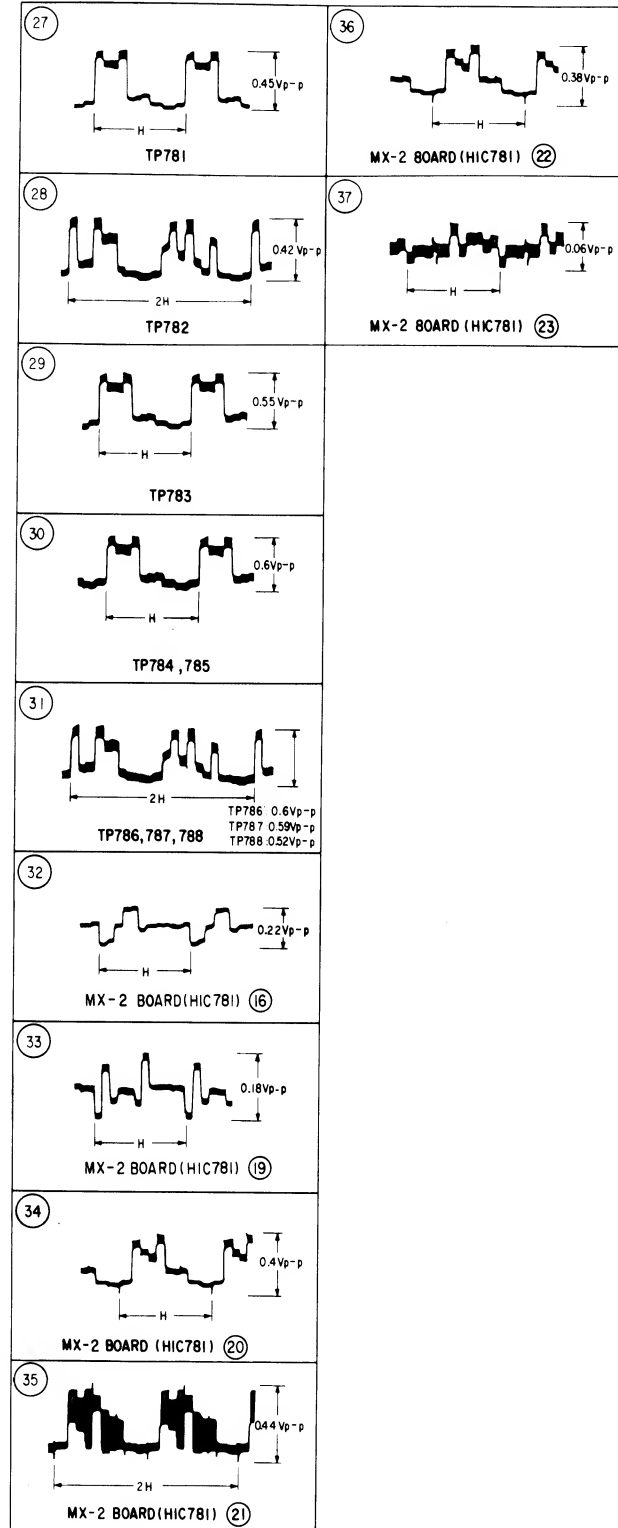 27
0.45Vp-p
H
TP781
28
0.42 Vp-p
2H
TP782
29
0.55Vp-p
H
TP783
30
0.6Vp-p
H
TP784 ,785
31
2H
TP786 0.6Vp-p
TP787 0.59Vp-p
TP788 0.52Vp-p
TP786, 787, 788
32
0.22Vp-p
H
MX-2 BOARD(HIC781) 16
33
0.18Vp-p
H
MX-2 BOARD(HIC781) 19
34
0.4Vp-p
H
MX-2 BOARD (HIC781) 20
35
0.44Vp-p
2H
MX-2 BOARD(HIC781) 21
36
0.38Vp-p
H
MX-2 BOARD(HIC781) 22
37
0.06Vp-p
H
MX-2 BOARD(HIC781) 23